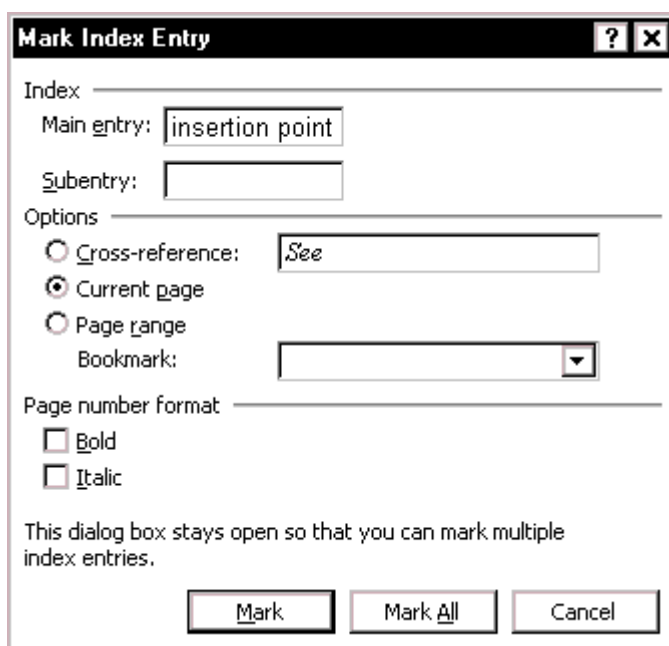 Mark Index Entry
Index
Main entry: insertion point
Subentry:
Options
Cross-reference: See
Current page
Page range
Bookmark:
Page number format
Bold
Italic
This dialog box stays open so that you can mark multiple
index entries.
Mark Mark All Cancel